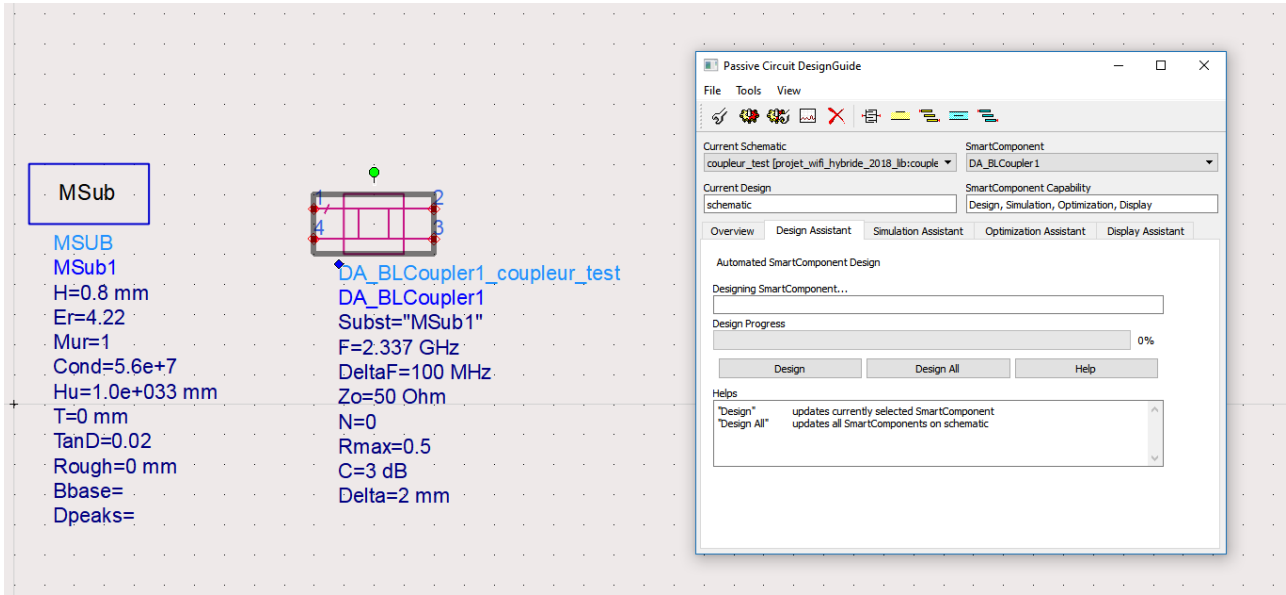 MSub
MSUB
MSub1
H=0.8 mm
Er=4.22
Mur=1
Cond=5.6e+7
Hu=1.0e+033 mm
T=0 mm
TanD=0.02
Rough=0 mm
Bbase=
Dpeaks=
1 2
4 3
DA_BLCoupler1_coupleur_test
DA_BLCoupler1
Subst="MSub1"
F=2.337 GHz
DeltaF=100 MHz
Zo=50 Ohm
N=0
Rmax=0.5
C=3 dB
Delta=2 mm
Passive Circuit DesignGuide
File Tools View
Current Schematic SmartComponent
coupleur_test [projet_wifi_hybride_2018_lib:couple DA_BLCoupler1
Current Design SmartComponent Capability
schematic Design, Simulation, Optimization, Display
Overview Design Assistant Simulation Assistant Optimization Assistant Display Assistant
Automated SmartComponent Design
Designing SmartComponent...
Design Progress
0%
Design Design All Help
Helps
"Design" updates currently selected SmartComponent
"Design All" updates all SmartComponents on schematic